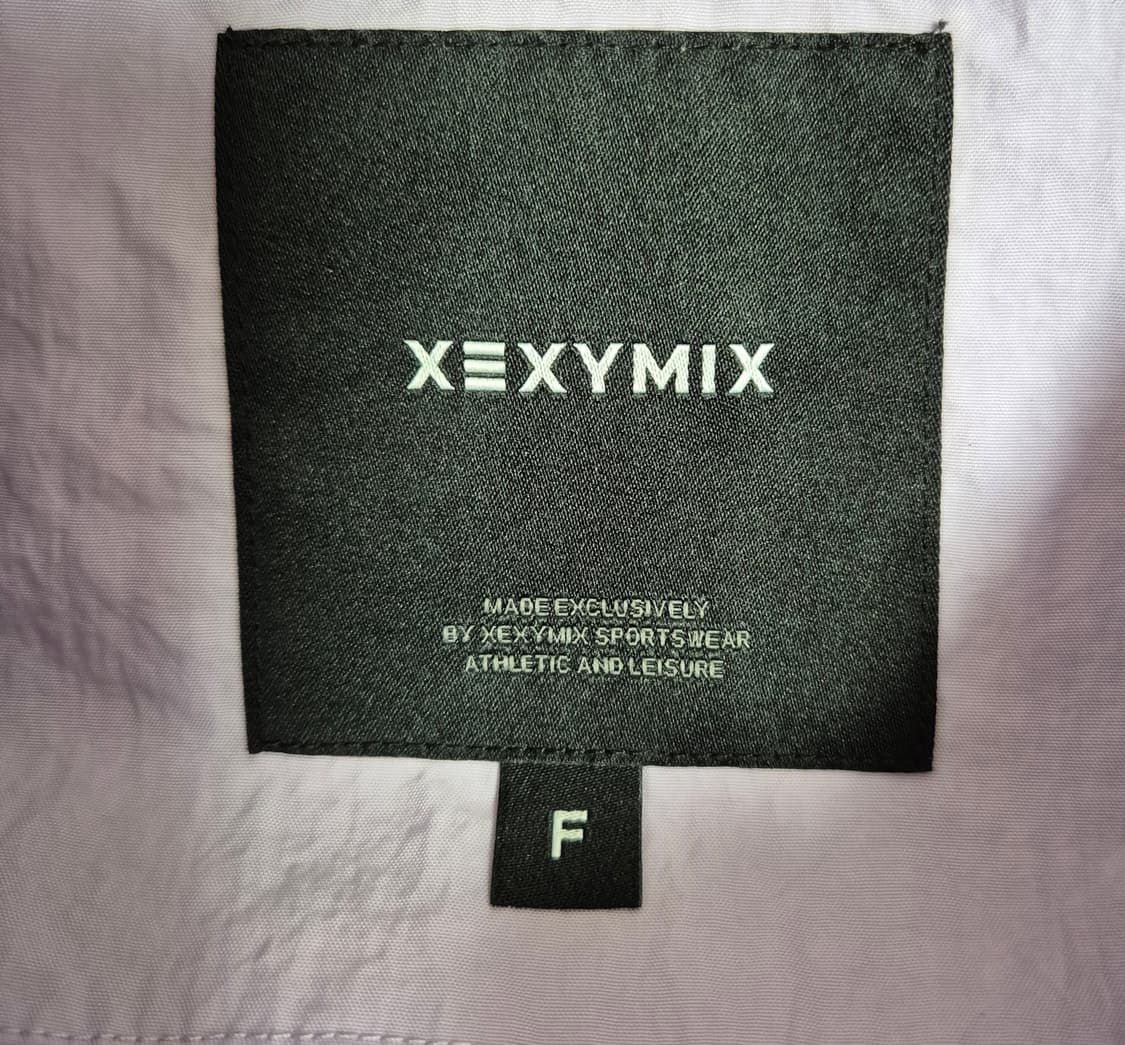 XEXYMIX
MADE EXCLUSIVELY
BY XEXYMIX SPORTSWEAR
ATHLETIC AND LEISURE
F